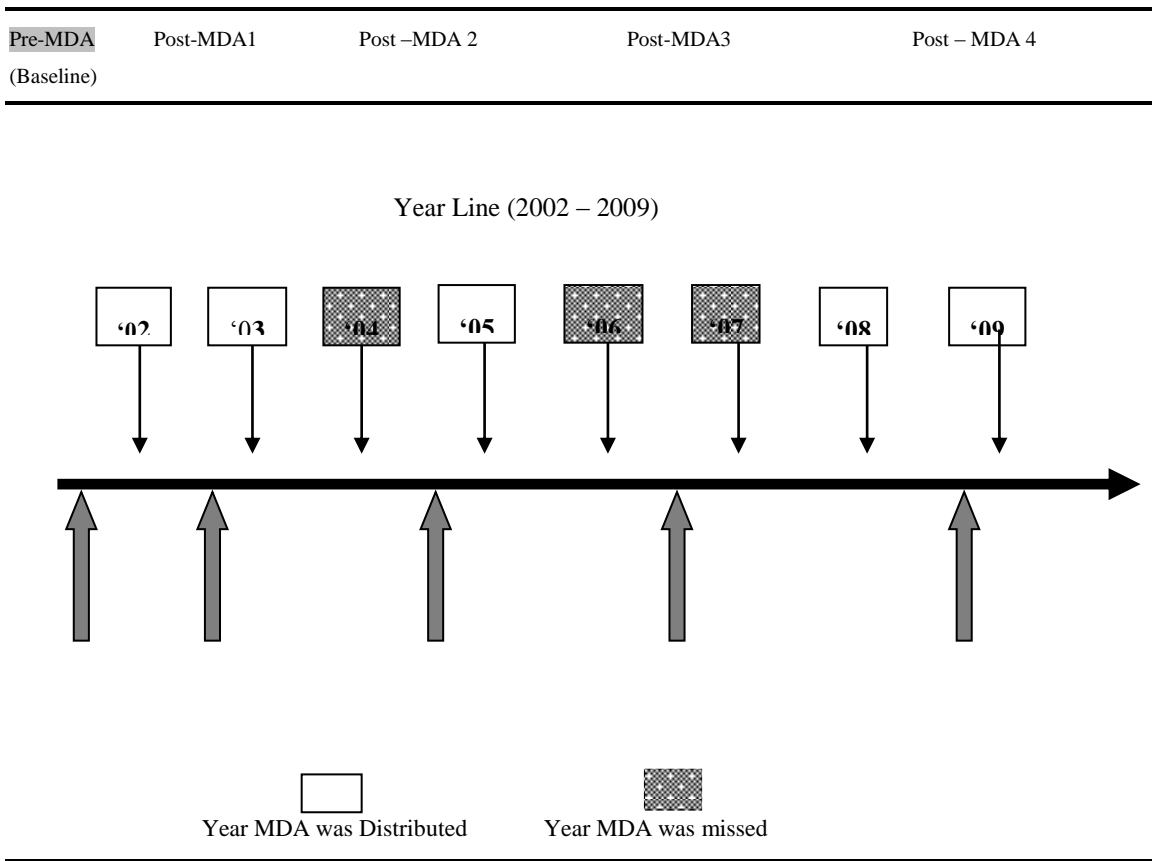 Pre-MDA Post-MDA1 Post –MDA 2 Post-MDA3 Post – MDA 4
(Baseline)
Year Line (2002 – 2009)
‘02 ‘03 ‘04 ‘05 ‘06 ‘07 ‘08 ‘09
Year MDA was Distributed Year MDA was missed